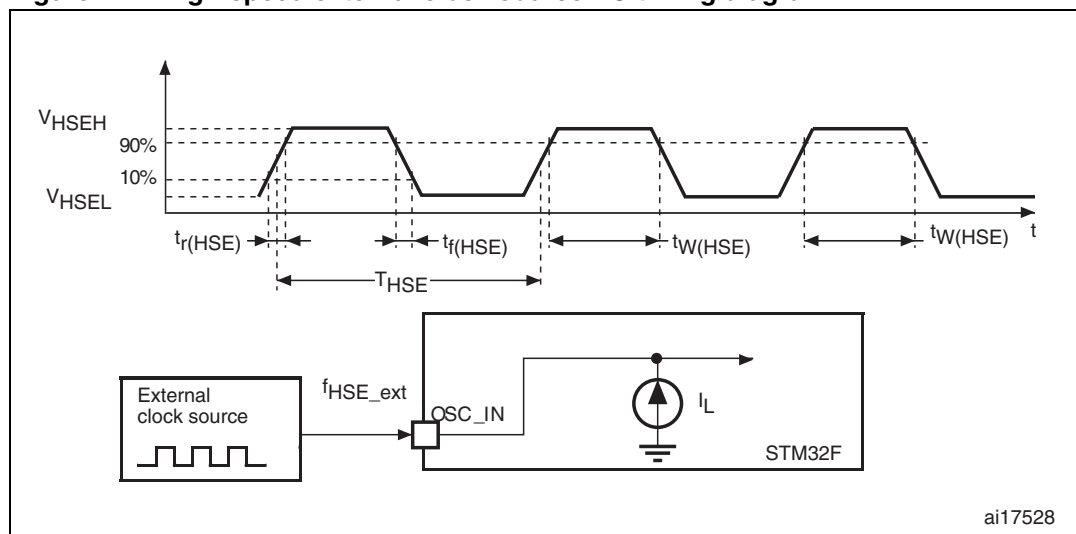 VHSEH
90%
10%
VHSEL
tr(HSE)
tf(HSE)
tW(HSE)
tW(HSE)
t
THSE
External
clock source
fHSE_ext
OSC_IN
IL
STM32F
ai17528